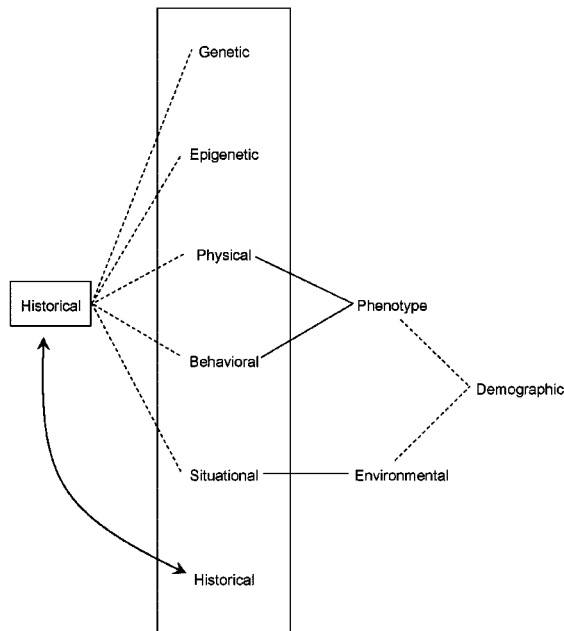 Genetic
Epigenetic
Physical
Historical
Phenotype
Behavioral
Demographic
Situational
Environmental
Historical